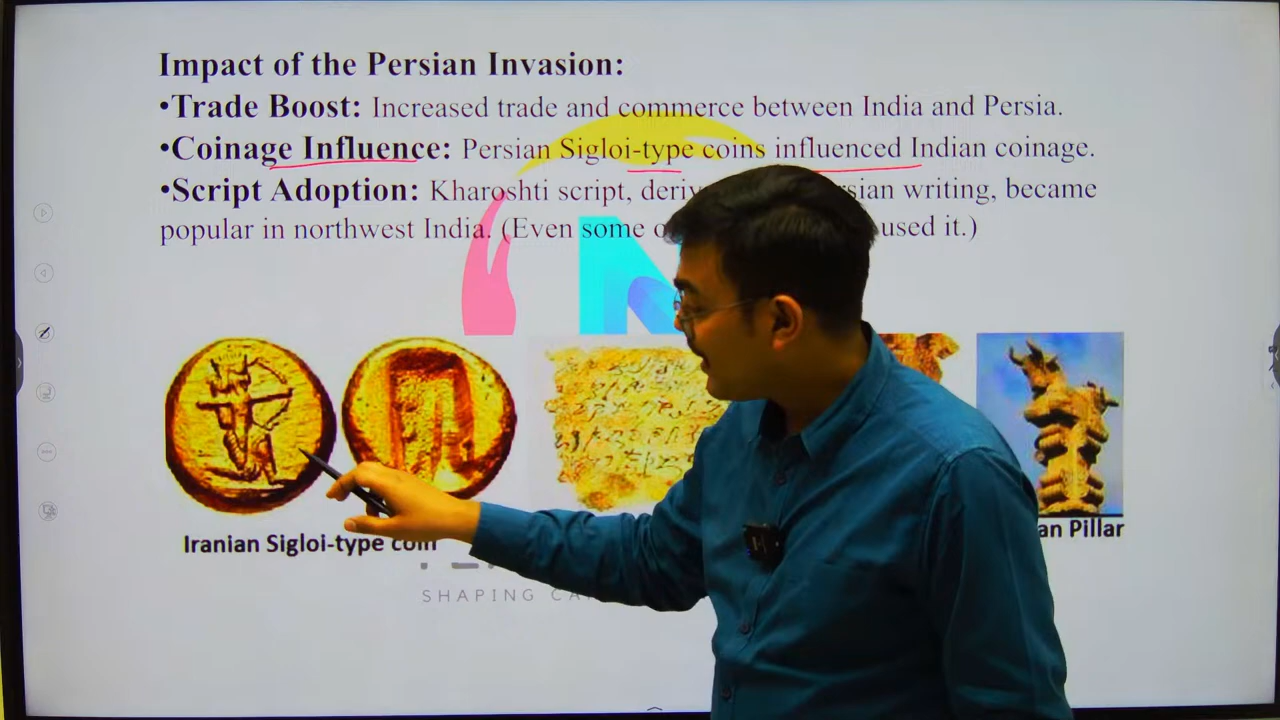 Impact of the Persian Invasion:
•Trade Boost: Increased trade and commerce between India and Persia.
•Coinage Influence: Persian Sigloi-type coins influenced Indian coinage.
•Script Adoption: Kharoshti script, writing, became
popular in northwest India. (Even some used it.)
Iranian Sigloi-type coin
Pillar
SHAPING